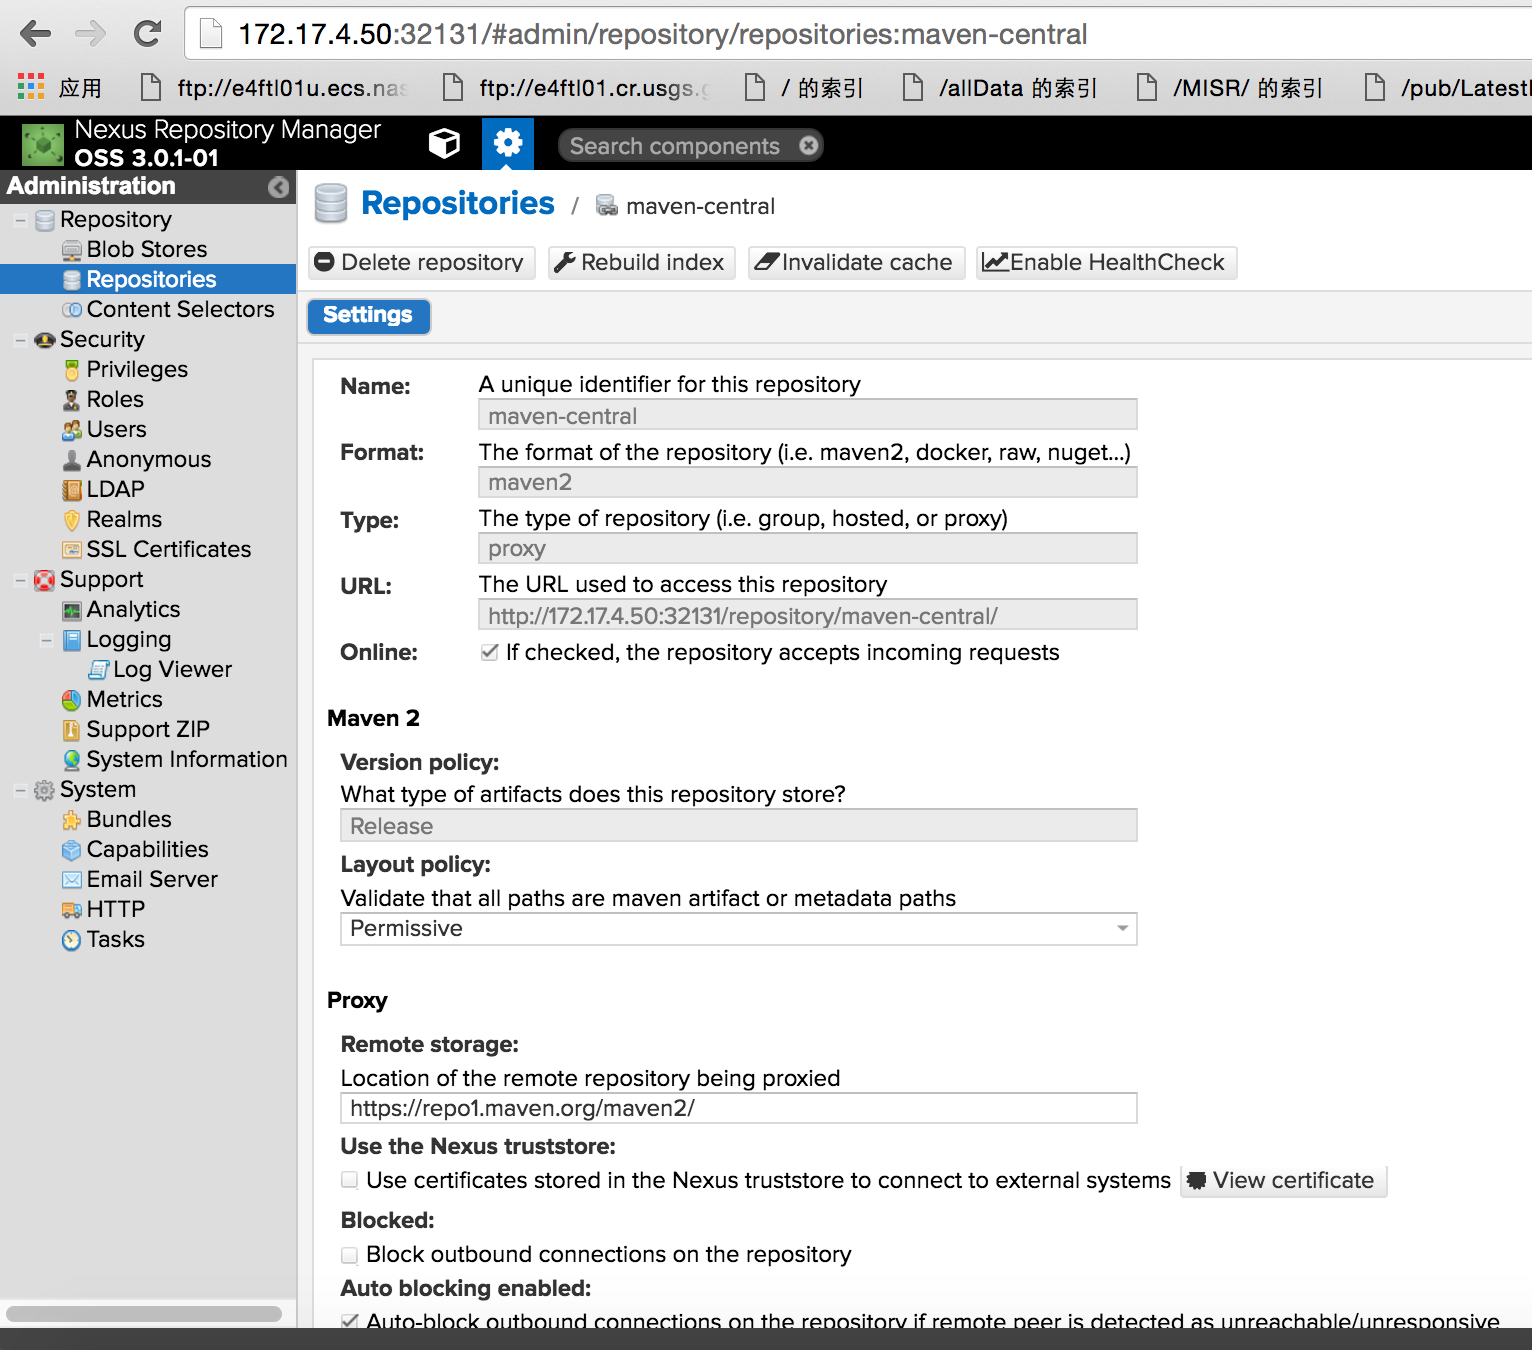 172.17.4.50:32131/#admin/repository/repositories:maven-central
应用 ftp://e4ftl01u.ecs.nas ftp://e4ftl01.cr.usgs.g / 的索引 /allData 的索引 /MISR/ 的索引 /pub/Latest
Nexus Repository Manager
OSS 3.0.1-01
Search components
Administration
Repository
Blob Stores
Repositories
Content Selectors
Security
Privileges
Roles
Users
Anonymous
LDAP
Realms
SSL Certificates
Support
Analytics
Logging
Log Viewer
Metrics
Support ZIP
System Information
System
Bundles
Capabilities
Email Server
HTTP
Tasks
Repositories / maven-central
Delete repository Rebuild index Invalidate cache Enable HealthCheck
Settings
Name: A unique identifier for this repository
maven-central
Format: The format of the repository (i.e. maven2, docker, raw, nuget...)
maven2
Type: The type of repository (i.e. group, hosted, or proxy)
proxy
URL: The URL used to access this repository
http://172.17.4.50:32131/repository/maven-central/
Online: If checked, the repository accepts incoming requests
Maven 2
Version policy:
What type of artifacts does this repository store?
Release
Layout policy:
Validate that all paths are maven artifact or metadata paths
Permissive
Proxy
Remote storage:
Location of the remote repository being proxied
https://repo1.maven.org/maven2/
Use the Nexus truststore:
Use certificates stored in the Nexus truststore to connect to external systems View certificate
Blocked:
Block outbound connections on the repository
Auto blocking enabled:
Auto-block outbound connections on the repository if remote peer is detected as unreachable/unresponsive